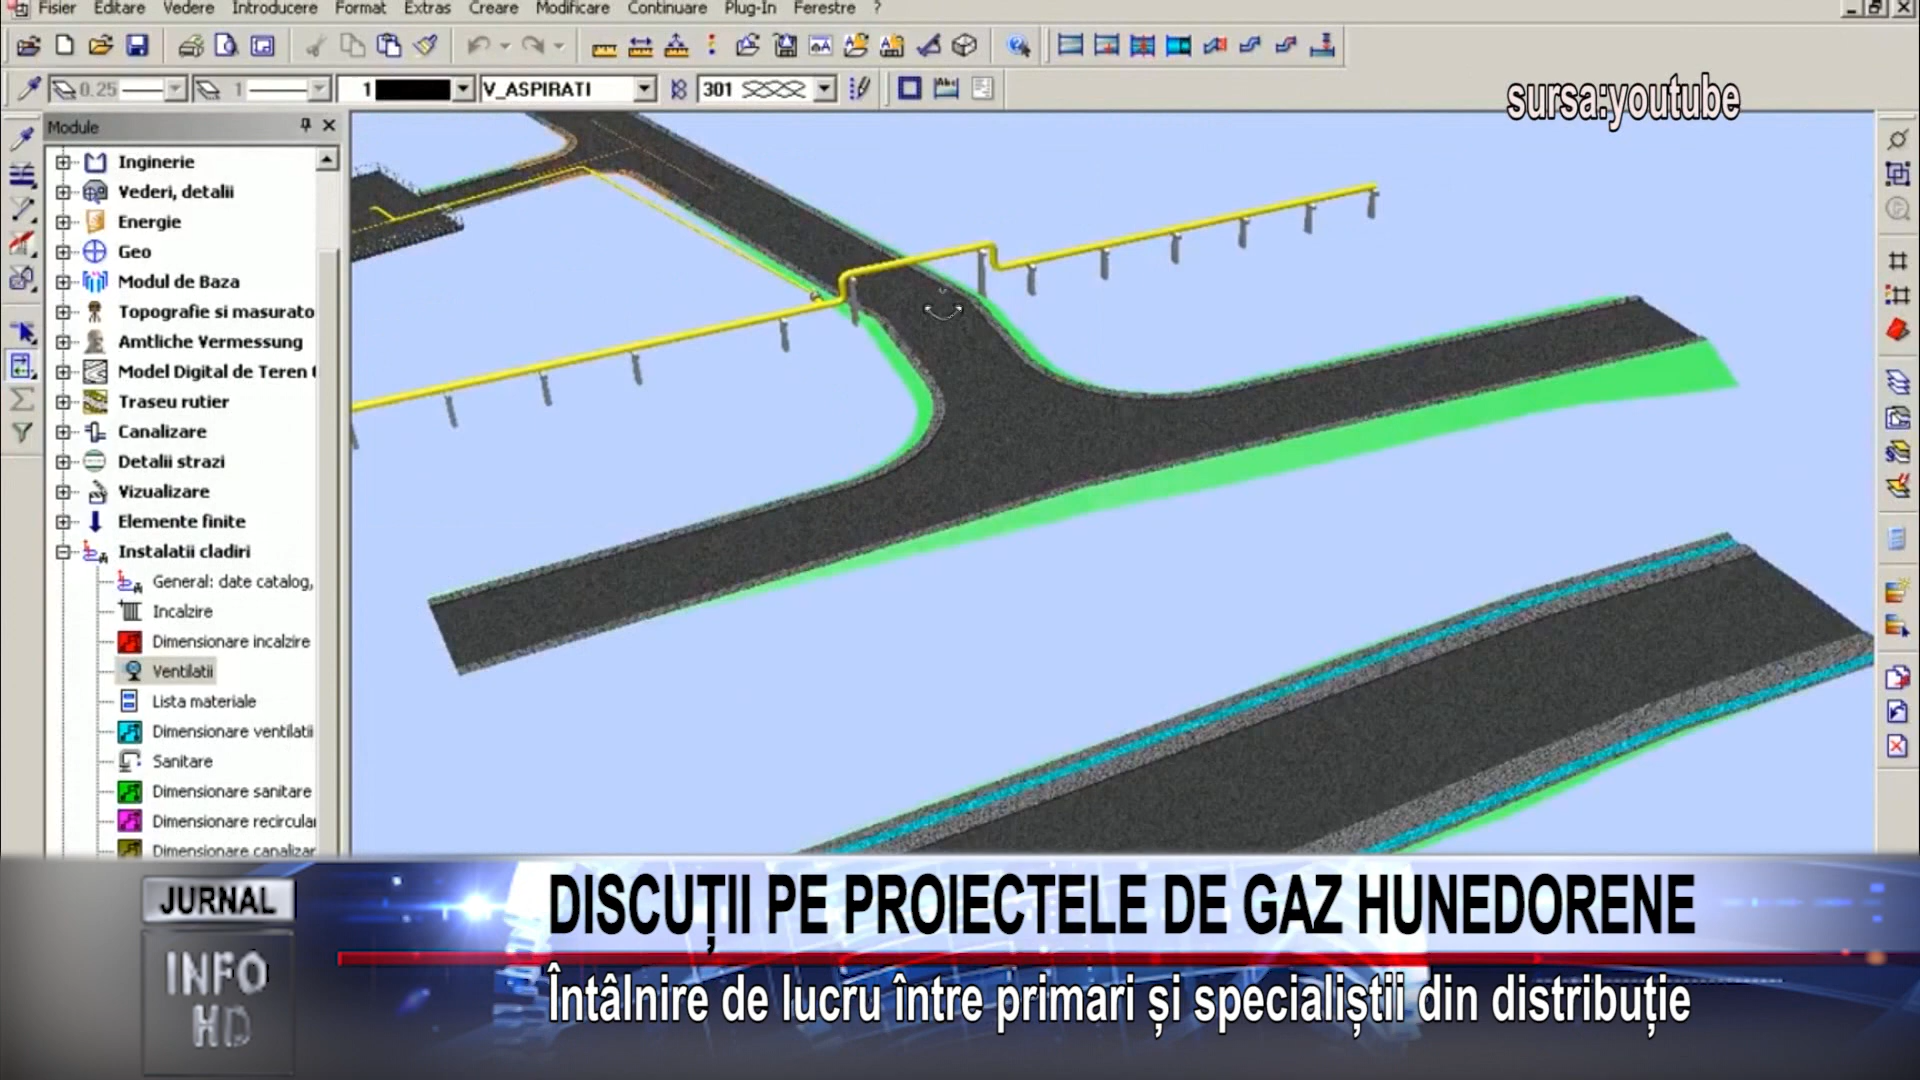 Fisier Editare Vedere Introducere Format Extras Creare Modificare Continuare Plug-In Ferestre ?
0.25 1 1 V_ASPIRATI 301
sursa:youtube
Module
Inginerie
Vederi, detalii
Energie
Geo
Modul de Baza
Topografie si masurato
Amtliche Vermessung
Model Digital de Teren
Traseu rutier
Canalizare
Detalii strazi
Vizualizare
Elemente finite
Instalatii cladiri
General: date catalog,
Incalzire
Dimensionare incalzire
Ventilatii
Lista materiale
Dimensionare ventilatii
Sanitare
Dimensionare sanitare
Dimensionare recircular
Dimensionare canalizar
JURNAL
INFO
HD
DISCUȚII PE PROIECTELE DE GAZ HUNEDORENE
Întâlnire de lucru între primari și specialiștii din distribuție